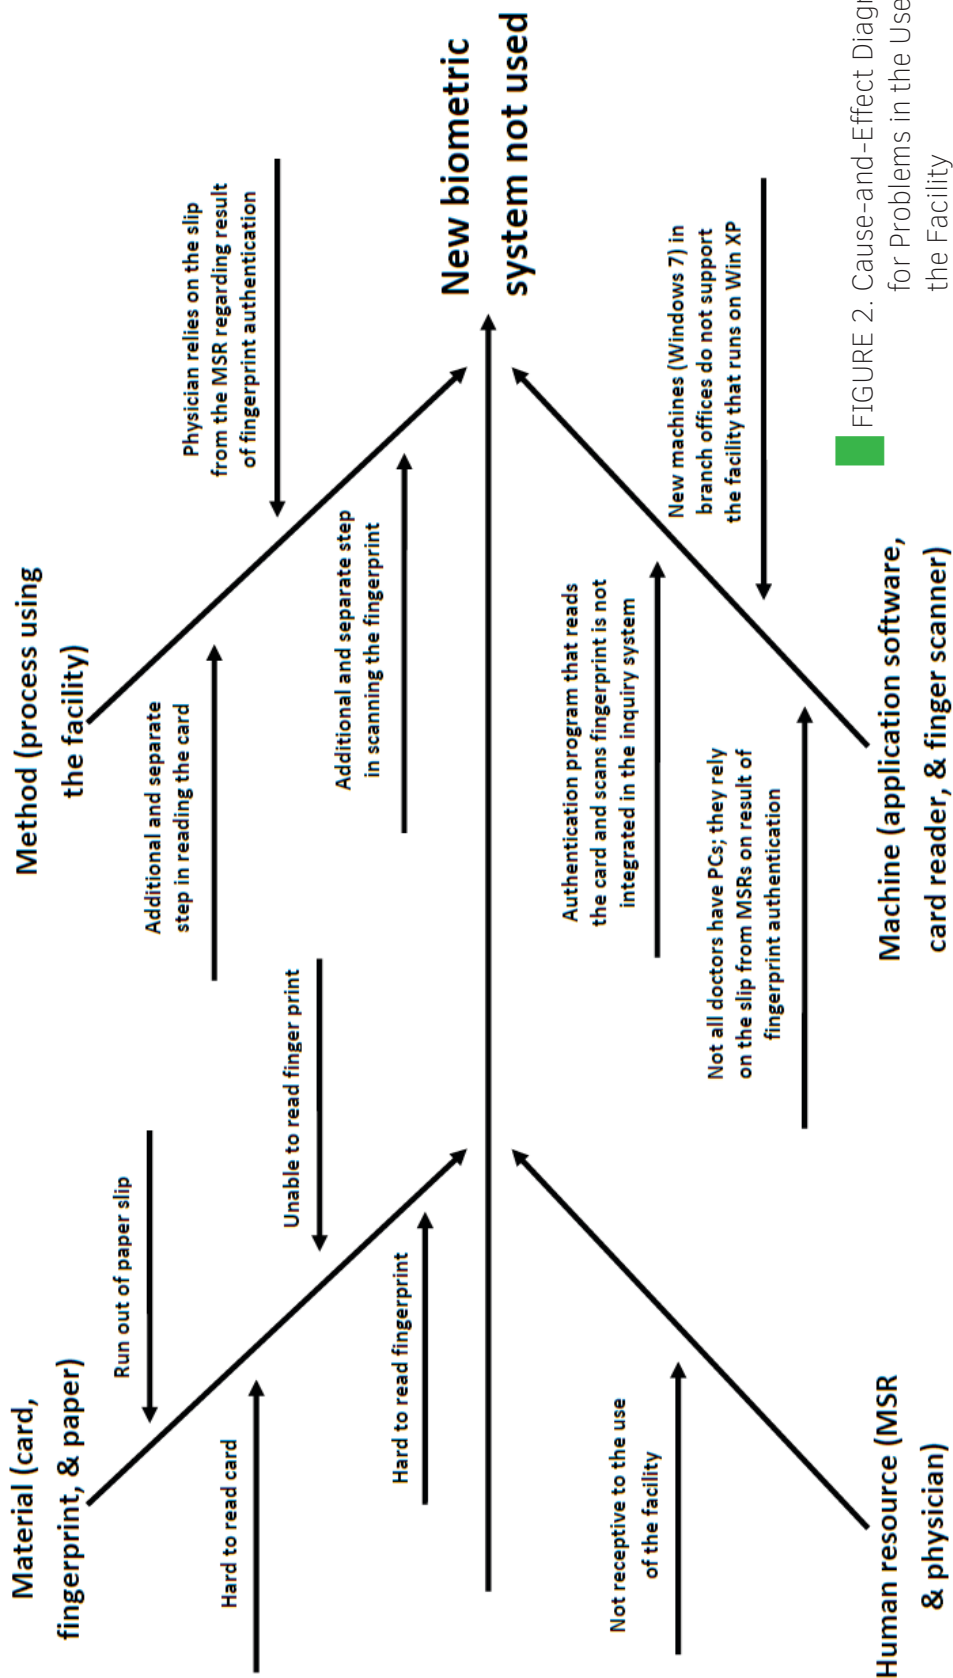 Material (card,
fingerprint, & paper)
Run out of paper slip
Hard to read card
Unable to read finger print
Hard to read fingerprint
Method (process using
the facility)
Additional and separate
step in reading the card
Physician relies on the slip
from the MSR regarding result
of fingerprint authentication
Additional and separate step
in scanning the fingerprint
New biometric
system not used
Human resource (MSR
& physician)
Not receptive to the use
of the facility
Authentication program that reads
the card and scans fingerprint is not
integrated in the inquiry system
Not all doctors have PCs; they rely
on the slip from MSRs on result of
fingerprint authentication
New machines (Windows 7) in
branch offices do not support
the facility that runs on Win XP
Machine (application software,
card reader, & finger scanner)
FIGURE 2. Cause-and-Effect Diagr
for Problems in the Use
the Facility